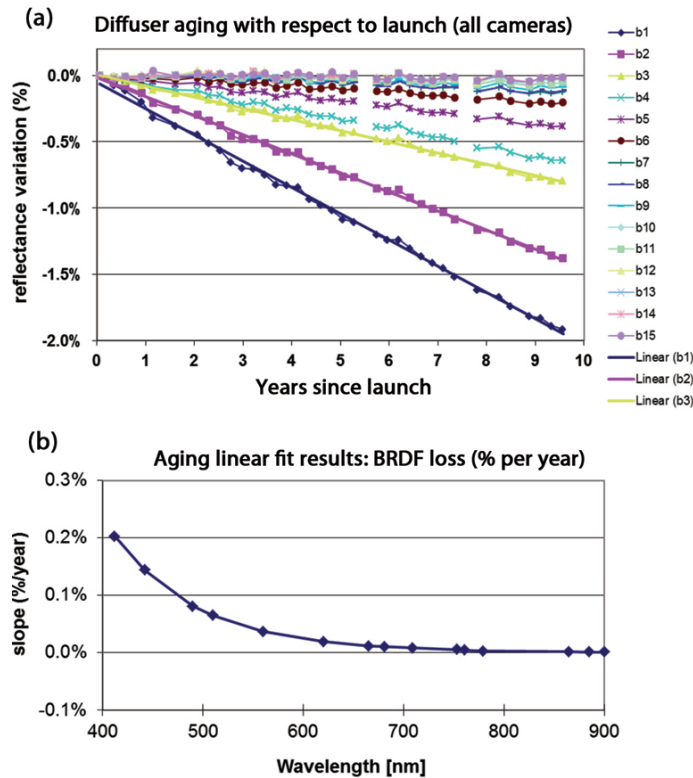 (a)
Diffuser aging with respect to launch (all cameras)
reflectance variation (%)
0.0%
-0.5%
-1.0%
-1.5%
-2.0%
0 1 2 3 4 5 6 7 8 9 10
Years since launch
b1
b2
b3
b4
b5
b6
b7
b8
b9
b10
b11
b12
b13
b14
b15
Linear (b1)
Linear (b2)
Linear (b3)
(b)
Aging linear fit results: BRDF loss (% per year)
slope (%/year)
0.3%
0.2%
0.1%
0.0%
-0.1%
400 500 600 700 800 900
Wavelength [nm]